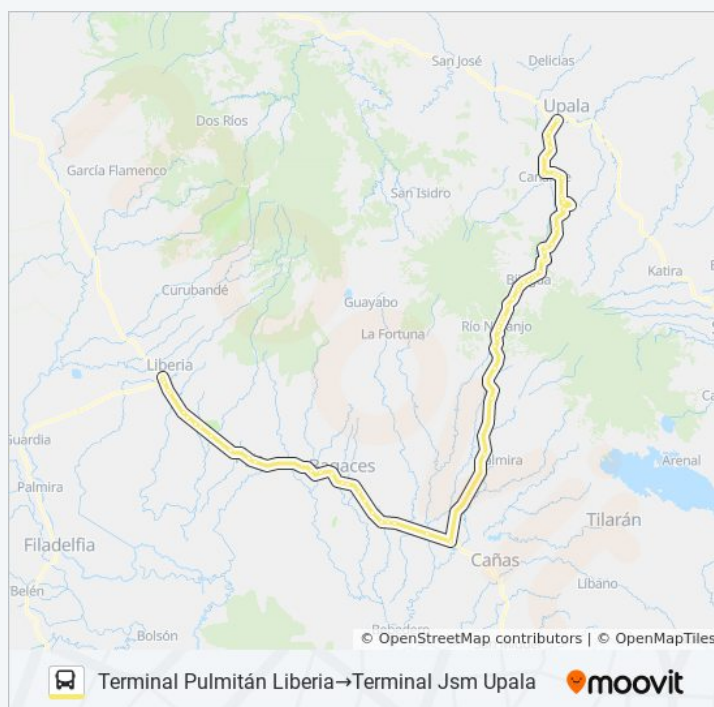 San José
Delicias
Upala
Dos Ríos
García Flamenco
San Isidro
Katira
Curubandé
Guayabo
La Fortuna
Río Naranjo
Liberia
Guardia
Bagaces
Arenal
Palmira
Tilarán
Filadelfia
Cañas
Líbano
Belén
Bolsón
© OpenStreetMap contributors | © OpenMapTiles
Terminal Pulmitán Liberia→Terminal Jsm Upala
moovit